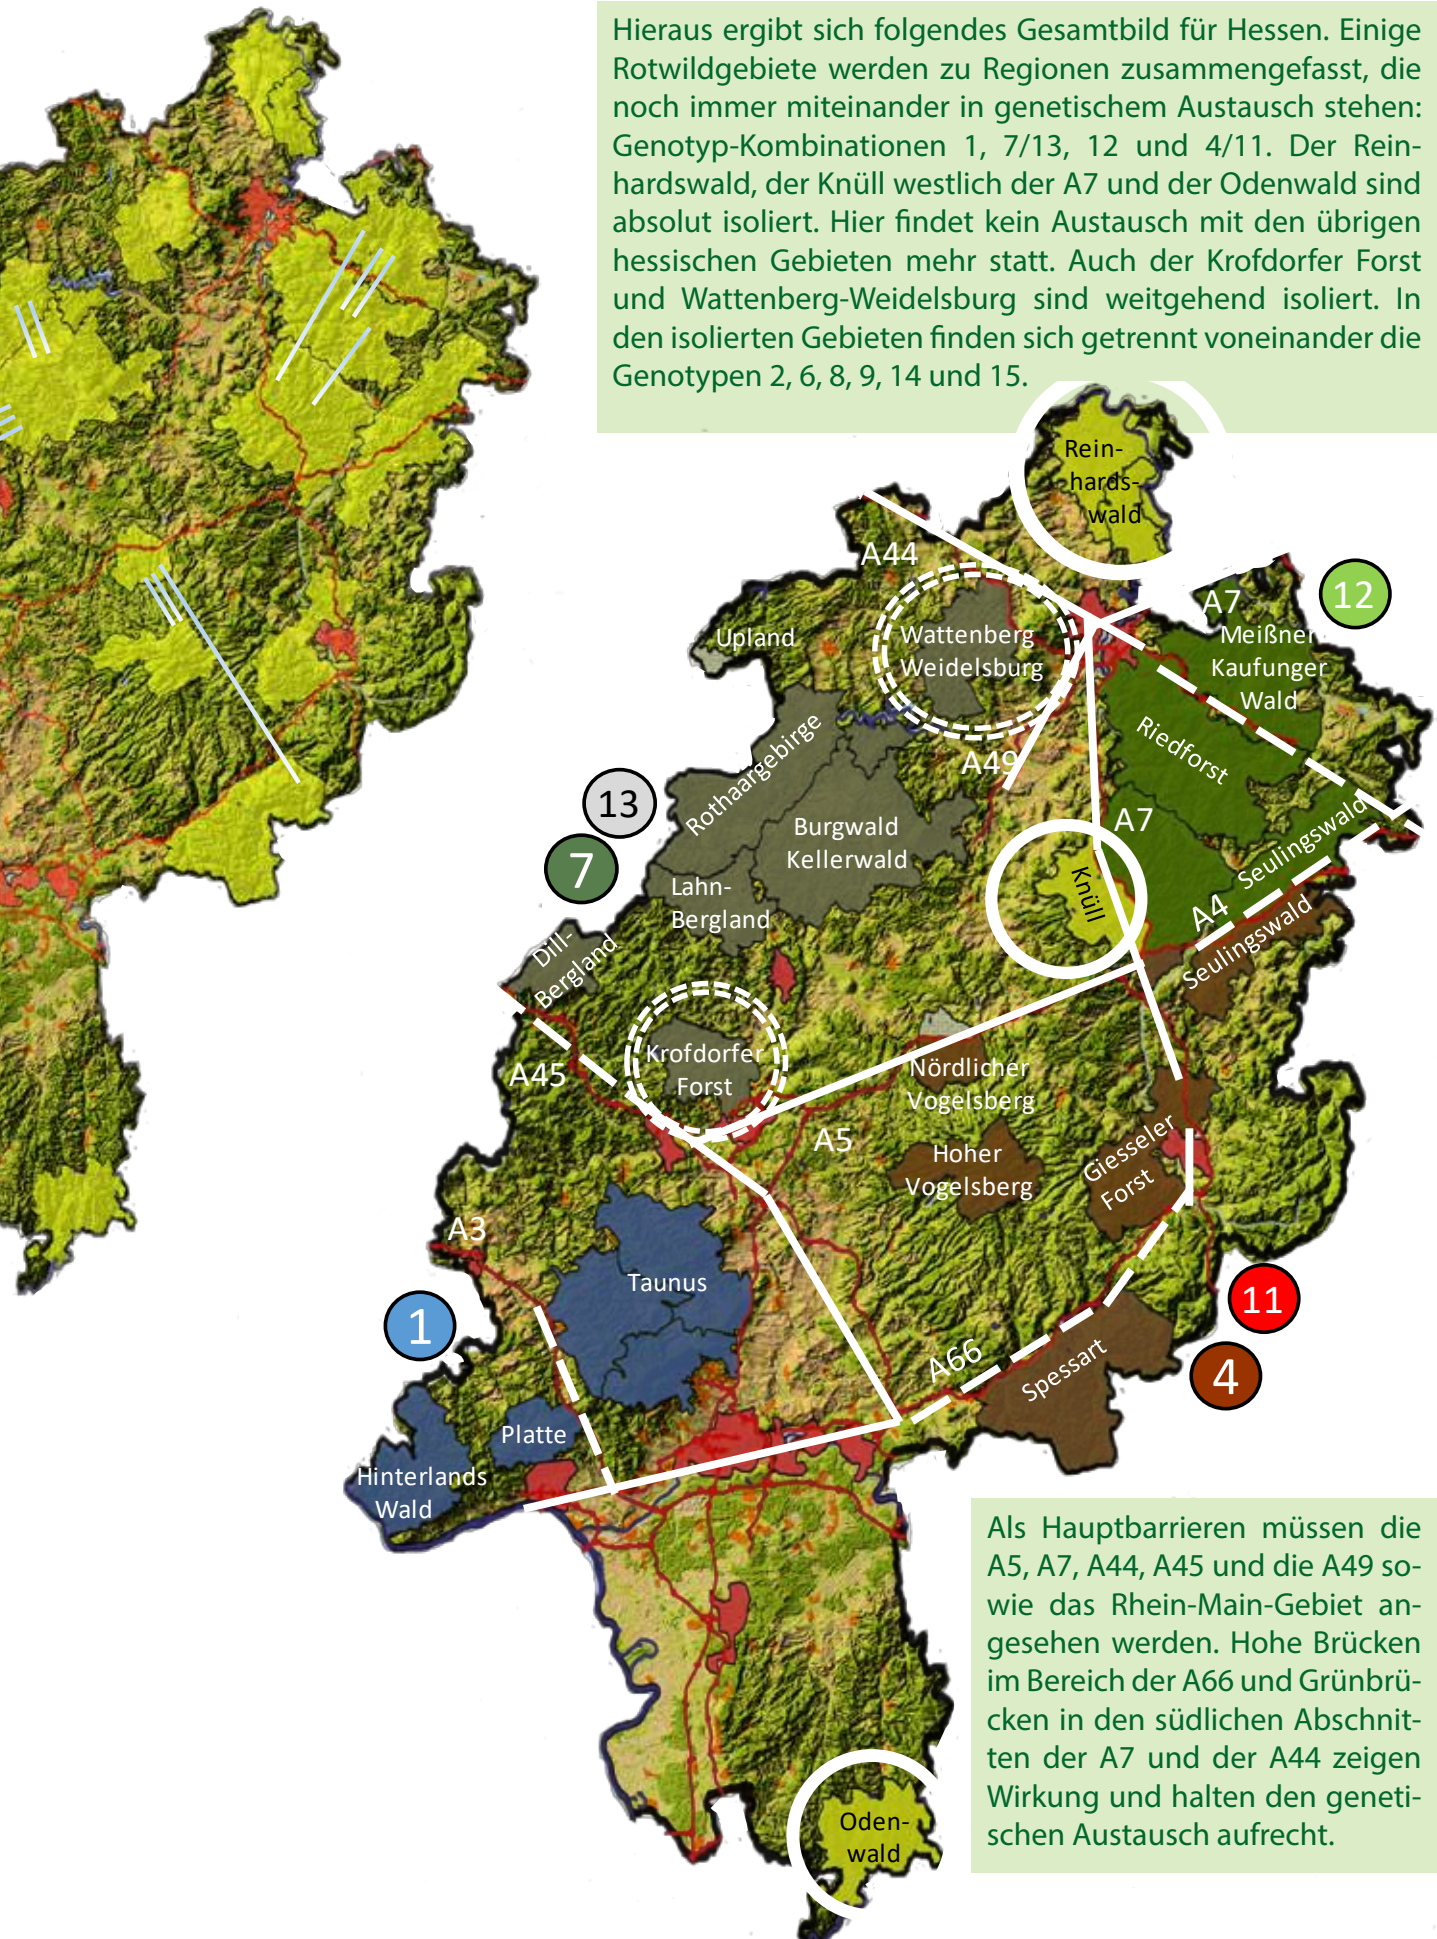 Hieraus ergibt sich folgendes Gesamtbild für Hessen. Einige
Rotwildgebiete werden zu Regionen zusammengefasst, die
noch immer miteinander in genetischem Austausch stehen:
Genotyp-Kombinationen 1, 7/13, 12 und 4/11. Der Rein-
hardswald, der Knüll westlich der A7 und der Odenwald sind
absolut isoliert. Hier findet kein Austausch mit den übrigen
hessischen Gebieten mehr statt. Auch der Krofdorfer Forst
und Wattenberg-Weidelsburg sind weitgehend isoliert. In
den isolierten Gebieten finden sich getrennt voneinander die
Genotypen 2, 6, 8, 9, 14 und 15.
Rein-
hards-
wald
A44
A7
12
Upland
Wattenberg
Weidelsburg
Meißner
Kaufunger
Wald
Riedforst
Rothaargebirge
A49
13
7
Burgwald
Kellerwald
A7
Seulingswald
Knüll
Lahn-
Bergland
A4
Seulingswald
Dill-
Bergland
Krofdorfer
Forst
A45
Nördlicher
Vogelsberg
A5
Hoher
Vogelsberg
Giesseler
Forst
A3
Taunus
11
1
A66
Spessart
4
Platte
Hinterlands
Wald
Als Hauptbarrieren müssen die
A5, A7, A44, A45 und die A49 so-
wie das Rhein-Main-Gebiet an-
gesehen werden. Hohe Brücken
im Bereich der A66 und Grünbrü-
cken in den südlichen Abschnit-
ten der A7 und der A44 zeigen
Wirkung und halten den geneti-
schen Austausch aufrecht.
Oden-
wald